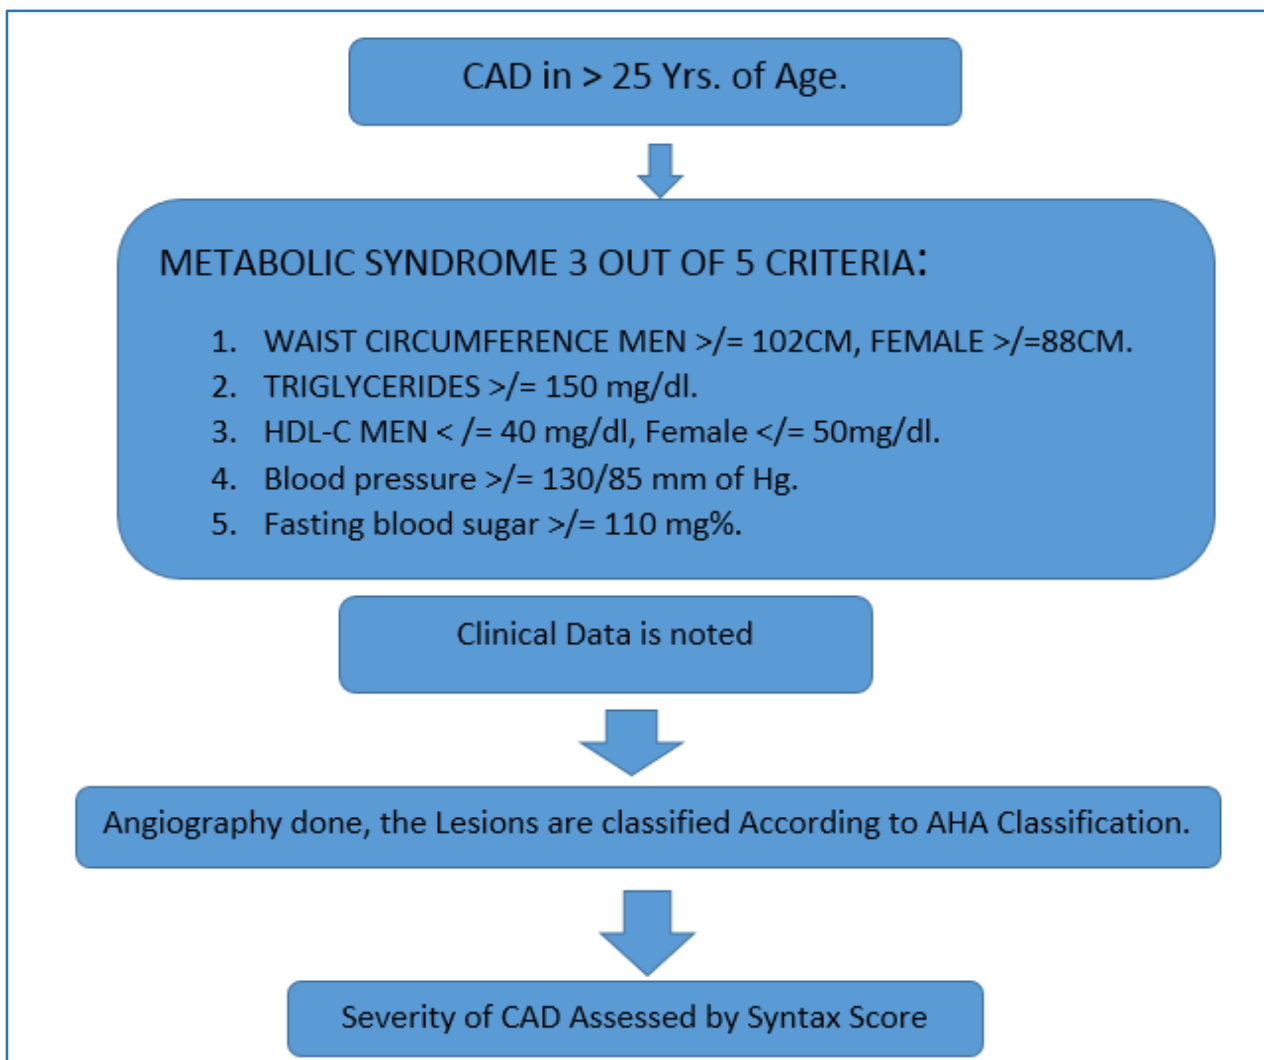 CAD in > 25 Yrs. of Age.
METABOLIC SYNDROME 3 OUT OF 5 CRITERIA:
1. WAIST CIRCUMFERENCE MEN >/= 102CM, FEMALE >/=88CM.
2. TRIGLYCERIDES >/= 150 mg/dl.
3. HDL-C MEN < /= 40 mg/dl, Female </= 50mg/dl.
4. Blood pressure >/= 130/85 mm of Hg.
5. Fasting blood sugar >/= 110 mg%.
Clinical Data is noted
Angiography done, the Lesions are classified According to AHA Classification.
Severity of CAD Assessed by Syntax Score